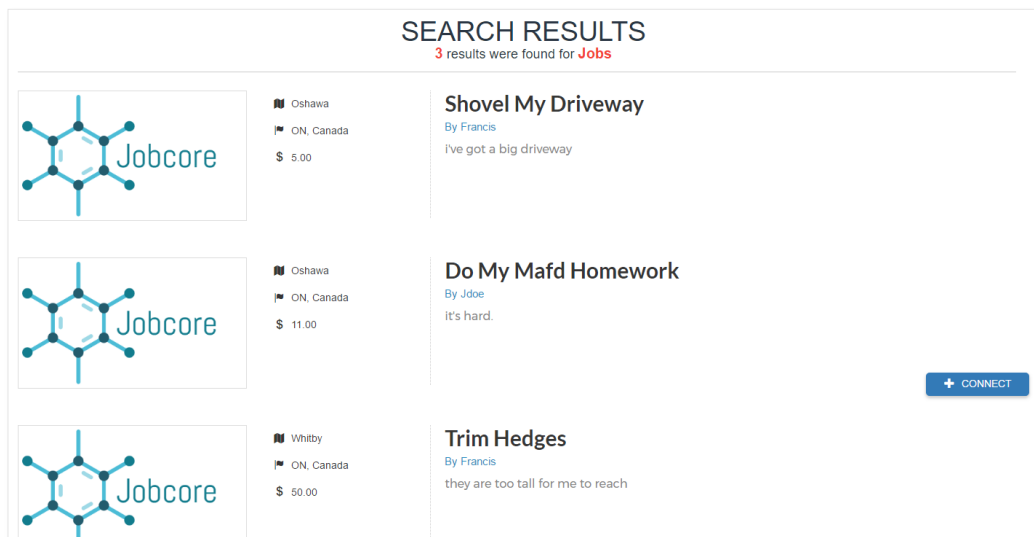 SEARCH RESULTS
3 results were found for Jobs
Jobcore
Oshawa
ON, Canada
$ 5.00
Shovel My Driveway
By Francis
i've got a big driveway
Jobcore
Oshawa
ON, Canada
$ 11.00
Do My Mafd Homework
By Jdoe
it's hard.
CONNECT
Jobcore
Whitby
ON, Canada
$ 50.00
Trim Hedges
By Francis
they are too tall for me to reach